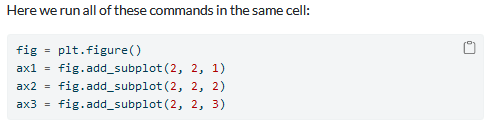 Here we run all of these commands in the same cell:
fig = plt.figure()
ax1 = fig.add_subplot(2, 2, 1)
ax2 = fig.add_subplot(2, 2, 2)
ax3 = fig.add_subplot(2, 2, 3)